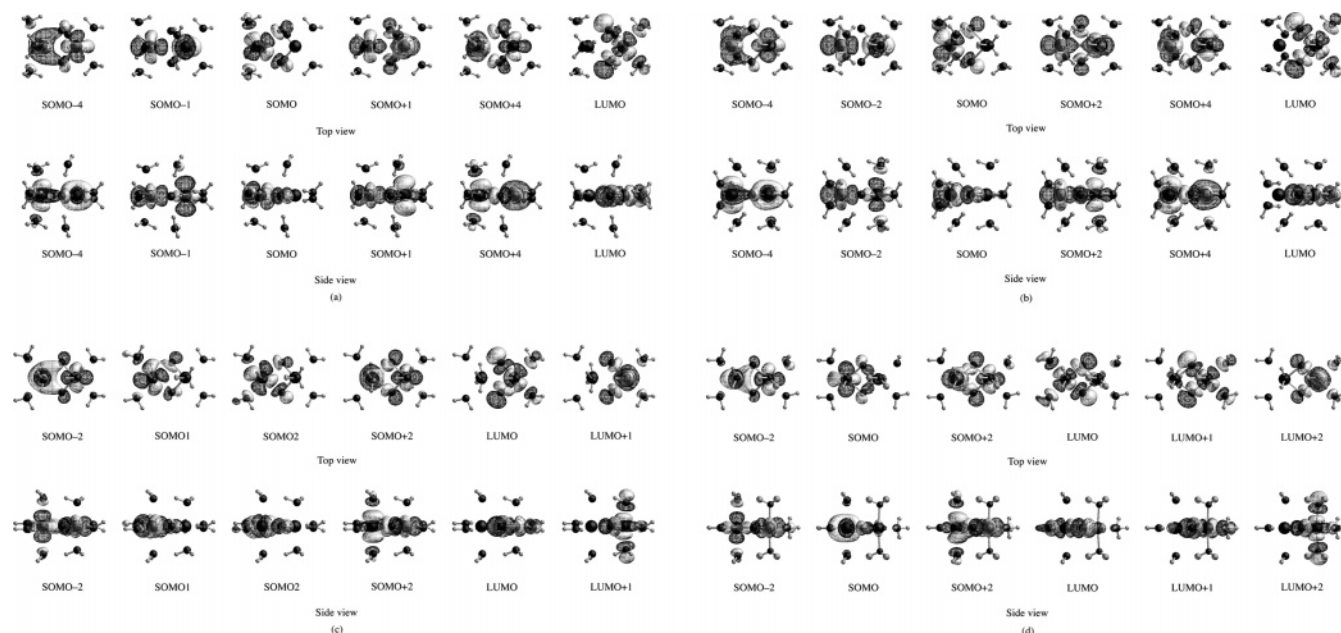 SOMO−4 SOMO−1 SOMO SOMO+1 SOMO+4 LUMO
Top view
SOMO−4 SOMO−1 SOMO SOMO+1 SOMO+4 LUMO
Side view
(a)
SOMO−4 SOMO−2 SOMO SOMO+2 SOMO+4 LUMO
Top view
SOMO−4 SOMO−2 SOMO SOMO+2 SOMO+4 LUMO
Side view
(b)
SOMO−2 SOMO1 SOMO2 SOMO+2 LUMO LUMO+1
Top view
SOMO−2 SOMO1 SOMO2 SOMO+2 LUMO LUMO+1
Side view
(c)
SOMO−2 SOMO SOMO+2 LUMO LUMO+1 LUMO+2
Top view
SOMO−2 SOMO SOMO+2 LUMO LUMO+1 LUMO+2
Side view
(d)